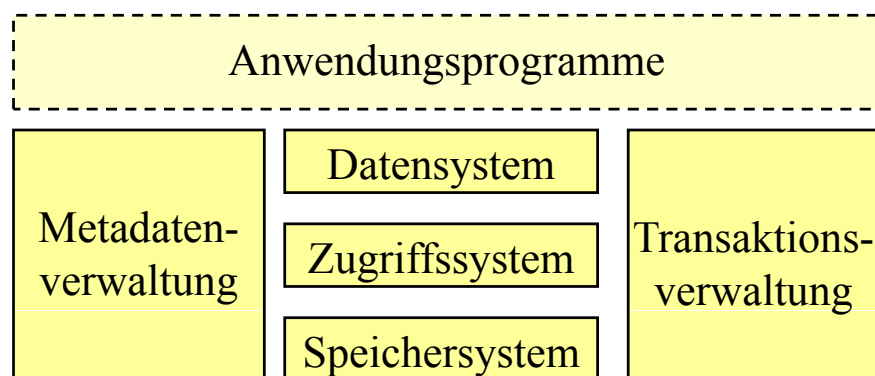 Anwendungsprogramme
Metadaten-
verwaltung
Datensystem
Zugriffssystem
Speichersystem
Transaktions-
verwaltung